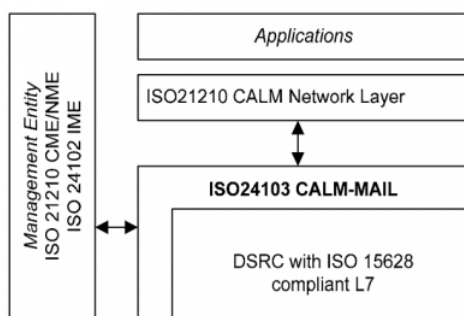 Management Entity
ISO 21210 CME/NME
ISO 24102 IME
Applications
ISO21210 CALM Network Layer
ISO24103 CALM-MAIL
DSRC with ISO 15628
compliant L7